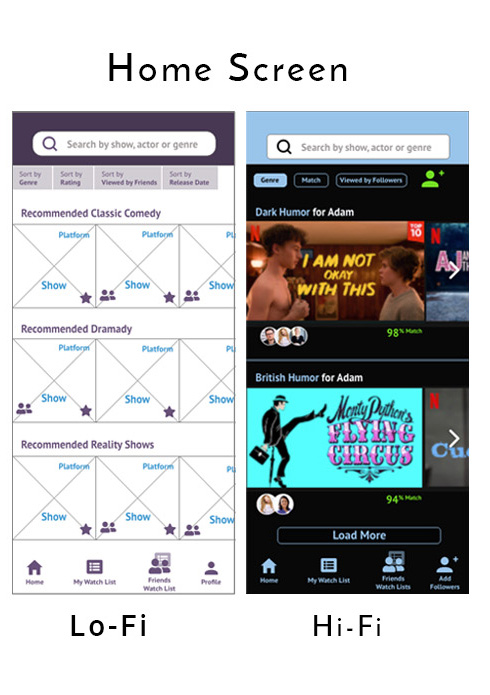 Home Screen
Search by show, actor or genre
Sort by
Genre
Sort by
Rating
Sort by
Viewed by Friends
Sort by
Release Date
Recommended Classic Comedy
Platform
Show
Platform
Show
Pl
Show
Recommended Dramady
Platform
Show
Platform
Show
Pl
Show
Recommended Reality Shows
Platform
Show
Platform
Show
Pl
Show
Home
My Watch List
Friends
Watch List
Profile
Lo-Fi
Search by show, actor or genre
Genre
Match
Viewed by Followers
Dark Humor for Adam
N
TOP
10
I AM NOT
OKAY
WITH THIS
N
98% Match
British Humor for Adam
Monty Python's
FLYING
CIRCUS
N
Cu
94% Match
Load More
Home
My Watch List
Friends
Watch Lists
Add
Followers
Hi-Fi